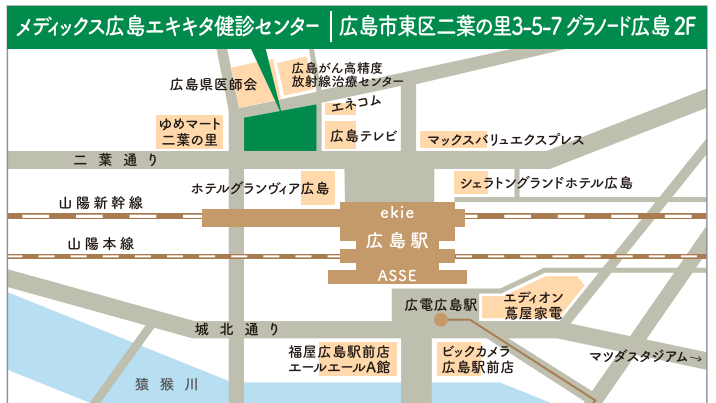 メディックス広島エキキタ健診センター│広島市東区二葉の里3-5-7 グラノード広島 2F
広島県医師会
広島がん高精度
放射線治療センター
エネコム
ゆめマート
二葉の里
広島テレビ
マックスバリュエクスプレス
二葉通り
ホテルグランヴィア広島
シェラトングランドホテル広島
山陽新幹線
ekie
広島駅
山陽本線
ASSE
広電広島駅
エディオン
蔦屋家電
城北通り
福屋広島駅前店
エールエールA館
ビックカメラ
広島駅前店
マツダスタジアム→
猿猴川